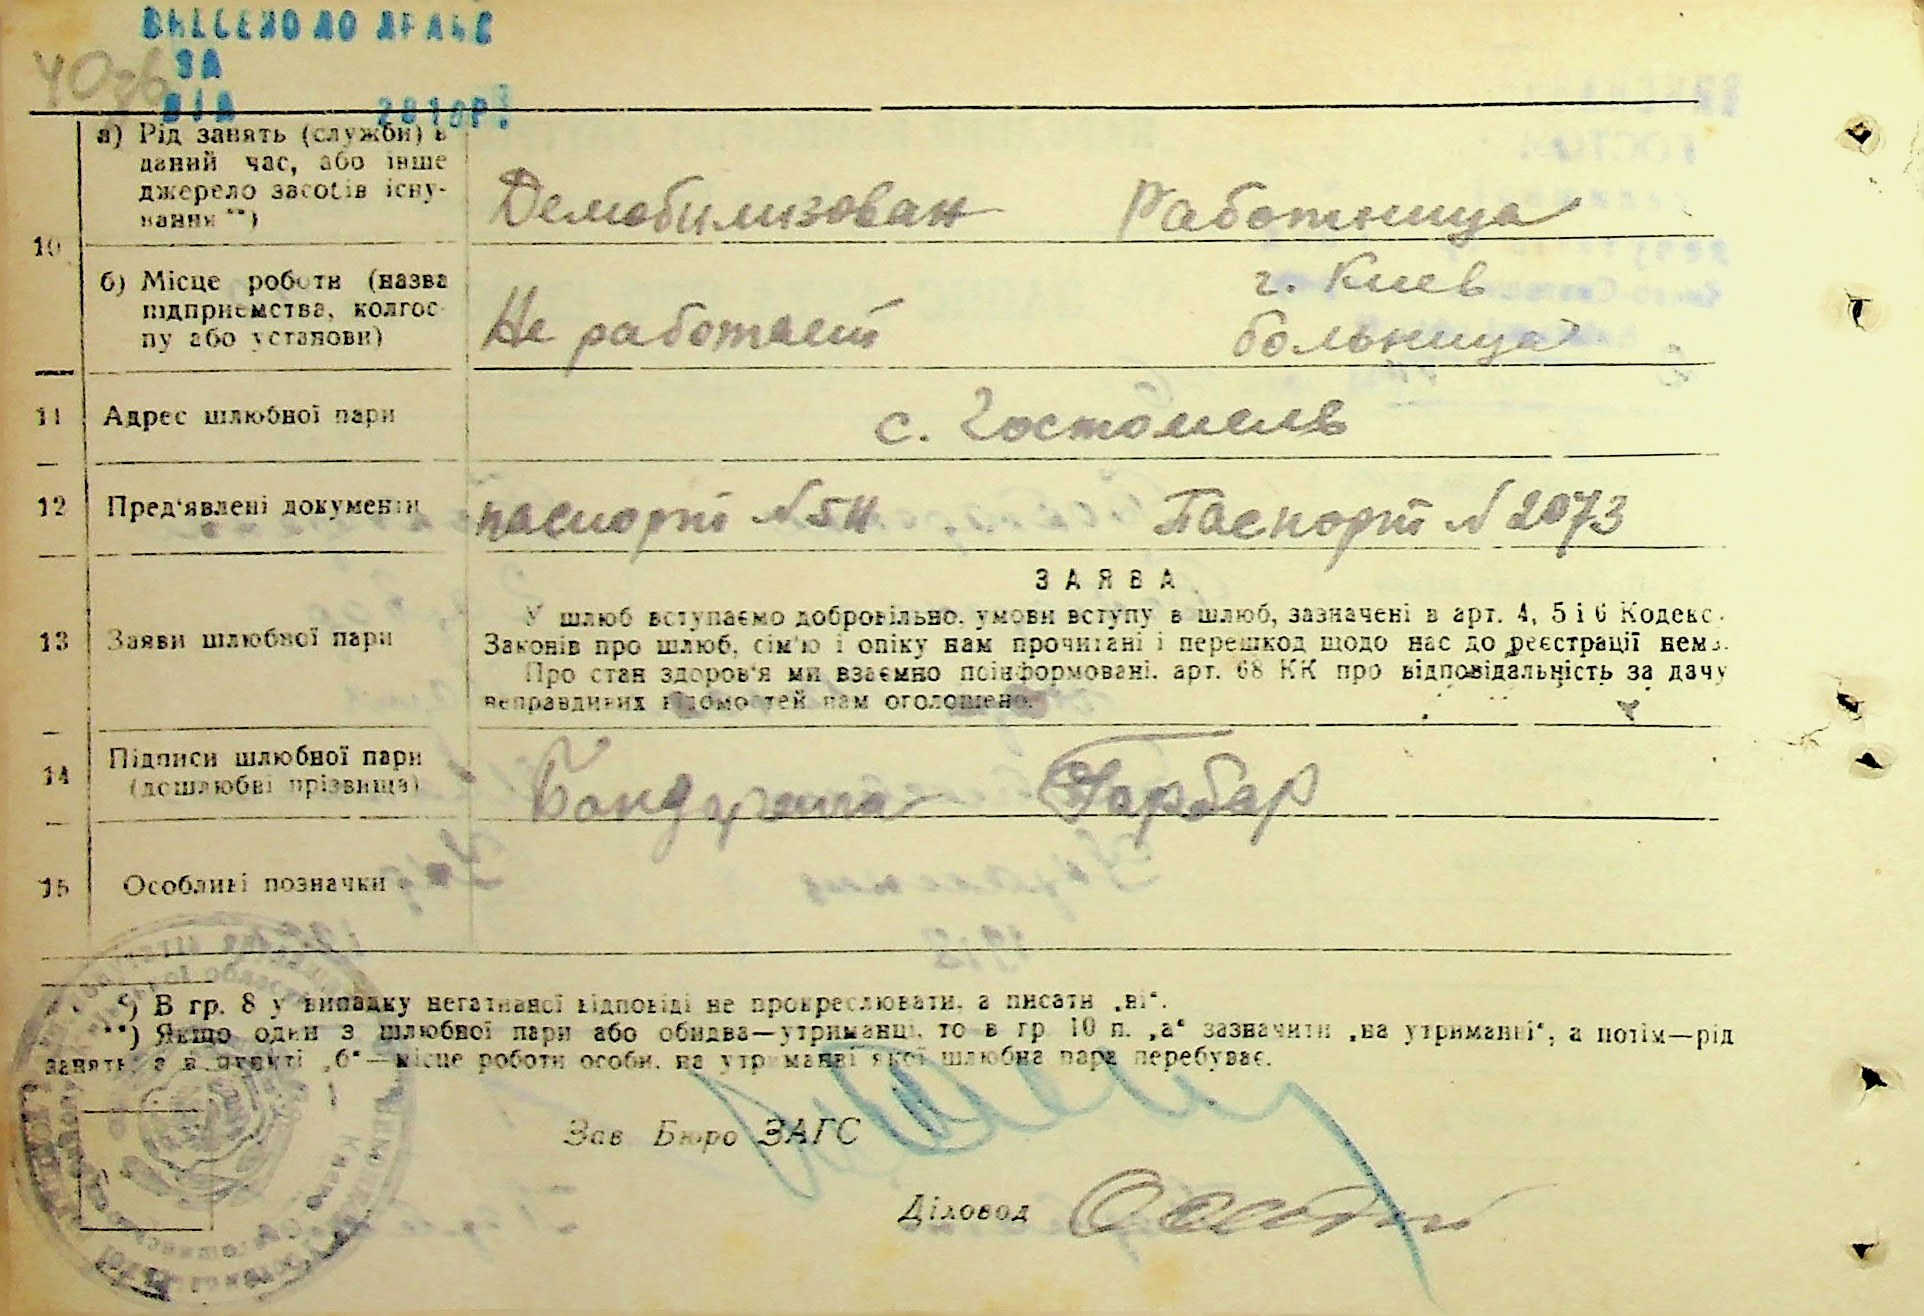 ВНЕСЕНО ДО ДРАЦС
ЗА
ВІД 2810Р.
10
а) Рід занять (служби) в
даний час, або інше
джерело засобів існу-
вання **)
Демобилизован Работница
б) Місце роботи (назва
підприємства, колгос-
пу або установи)
г. Киев
Не работает больница
11 Адрес шлюбної пари
с. Гостомель
12 Пред'явлені документи паспорт N Паспорт N 2073
ЗАЯВА
13 Заяви шлюбної пари
У шлюб вступаємо добровільно, умови вступу в шлюб, зазначені в арт. 4, 5 і 6 Кодекс.
Законів про шлюб, сім'ю і опіку нам прочитані і перешкод щодо нас до реєстрації нема.
Про стан здоров'я ми взаємно поінформовані, арт. 68 КК про відповідальність за дачу
неправдивих відомостей нам оголошено.
14 Підписи шлюбної пари
(дошлюбні прізвища)
Гарбар
15 Особливі позначки
*) В гр. 8 у випадку негативної відповіді не прокреслювати, а писати „ні“.
**) Якщо один з шлюбної пари або обидва—утриманці, то в гр 10 п. „а“ зазначити „на утриманні“, а потім—рід
занять, а в пункті „б“—місце роботи особи, на утриманні якої шлюбна пара перебуває.
Зав Бюро ЗАГС
Діловод